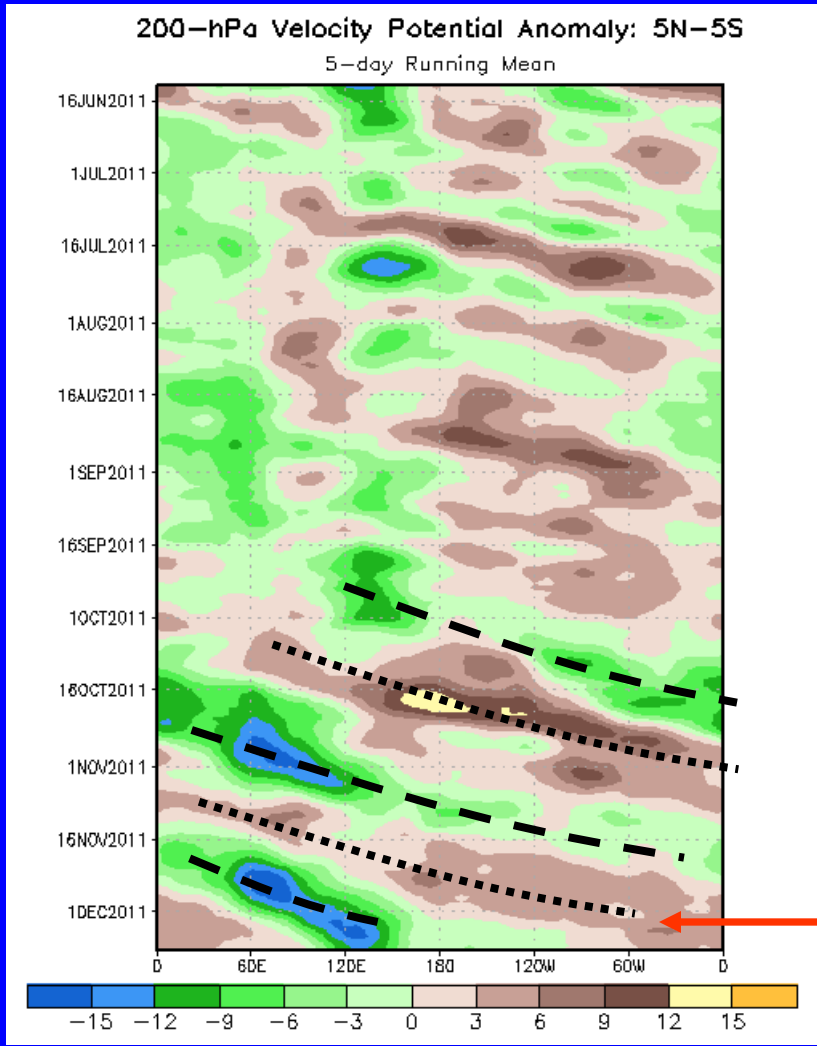 200-hPa Velocity Potential Anomaly: 5N-5S
5-day Running Mean
16JUN2011
1JUL2011
16JUL2011
1AUG2011
16AUG2011
1SEP2011
16SEP2011
1OCT2011
16OCT2011
1NOV2011
16NOV2011
1DEC2011
0 60E 120E 180 120W 60W 0
-15 -12 -9 -6 -3 0 3 6 9 12 15